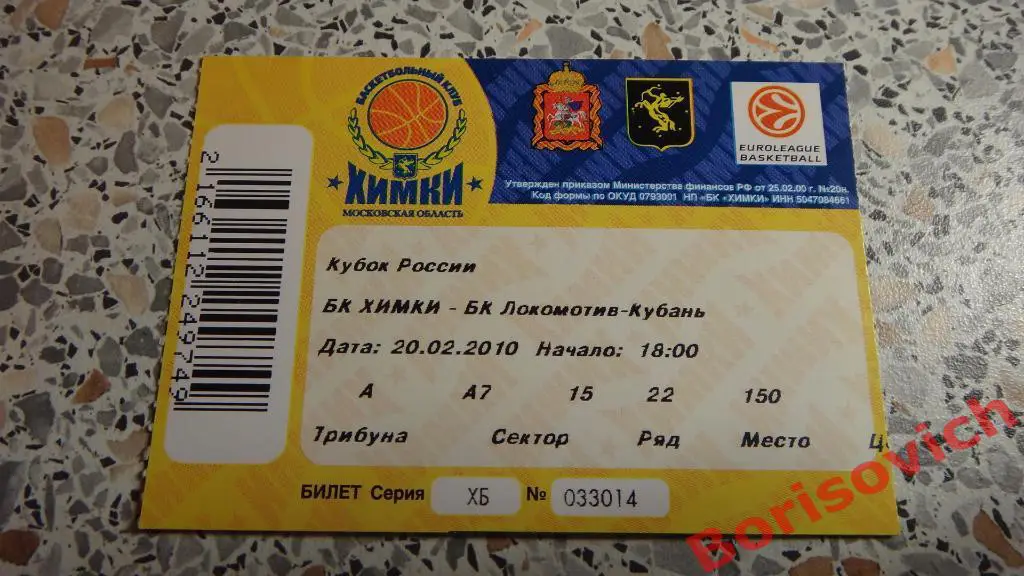 БАСКЕТБОЛЬНЫЙ КЛУБ
ХИМКИ
МОСКОВСКАЯ ОБЛАСТЬ
EUROLEAGUE
BASKETBALL
Утвержден приказом Министерства финансов РФ от 25.02.00 г. №20н.
Код формы по ОКУД 0793001 НП «БК «ХИМКИ» ИНН 5047084661
2 166112 249749
Кубок России
БК ХИМКИ - БК Локомотив-Кубань
Дата: 20.02.2010 Начало: 18:00
А А7 15 22 150
Трибуна Сектор Ряд Место
БИЛЕТ Серия ХБ № 033014
Borisovich